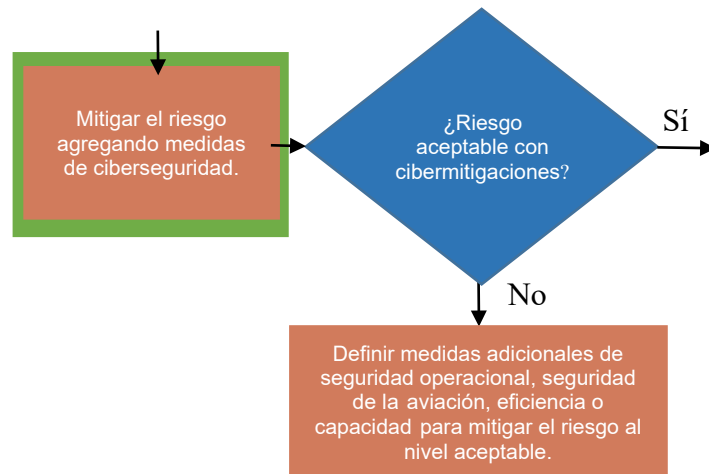 Mitigar el riesgo
agregando medidas
de ciberseguridad.
¿Riesgo
aceptable con
cibermitigaciones?
Sí
No
Definir medidas adicionales de
seguridad operacional, seguridad
de la aviación, eficiencia o
capacidad para mitigar el riesgo al
nivel aceptable.